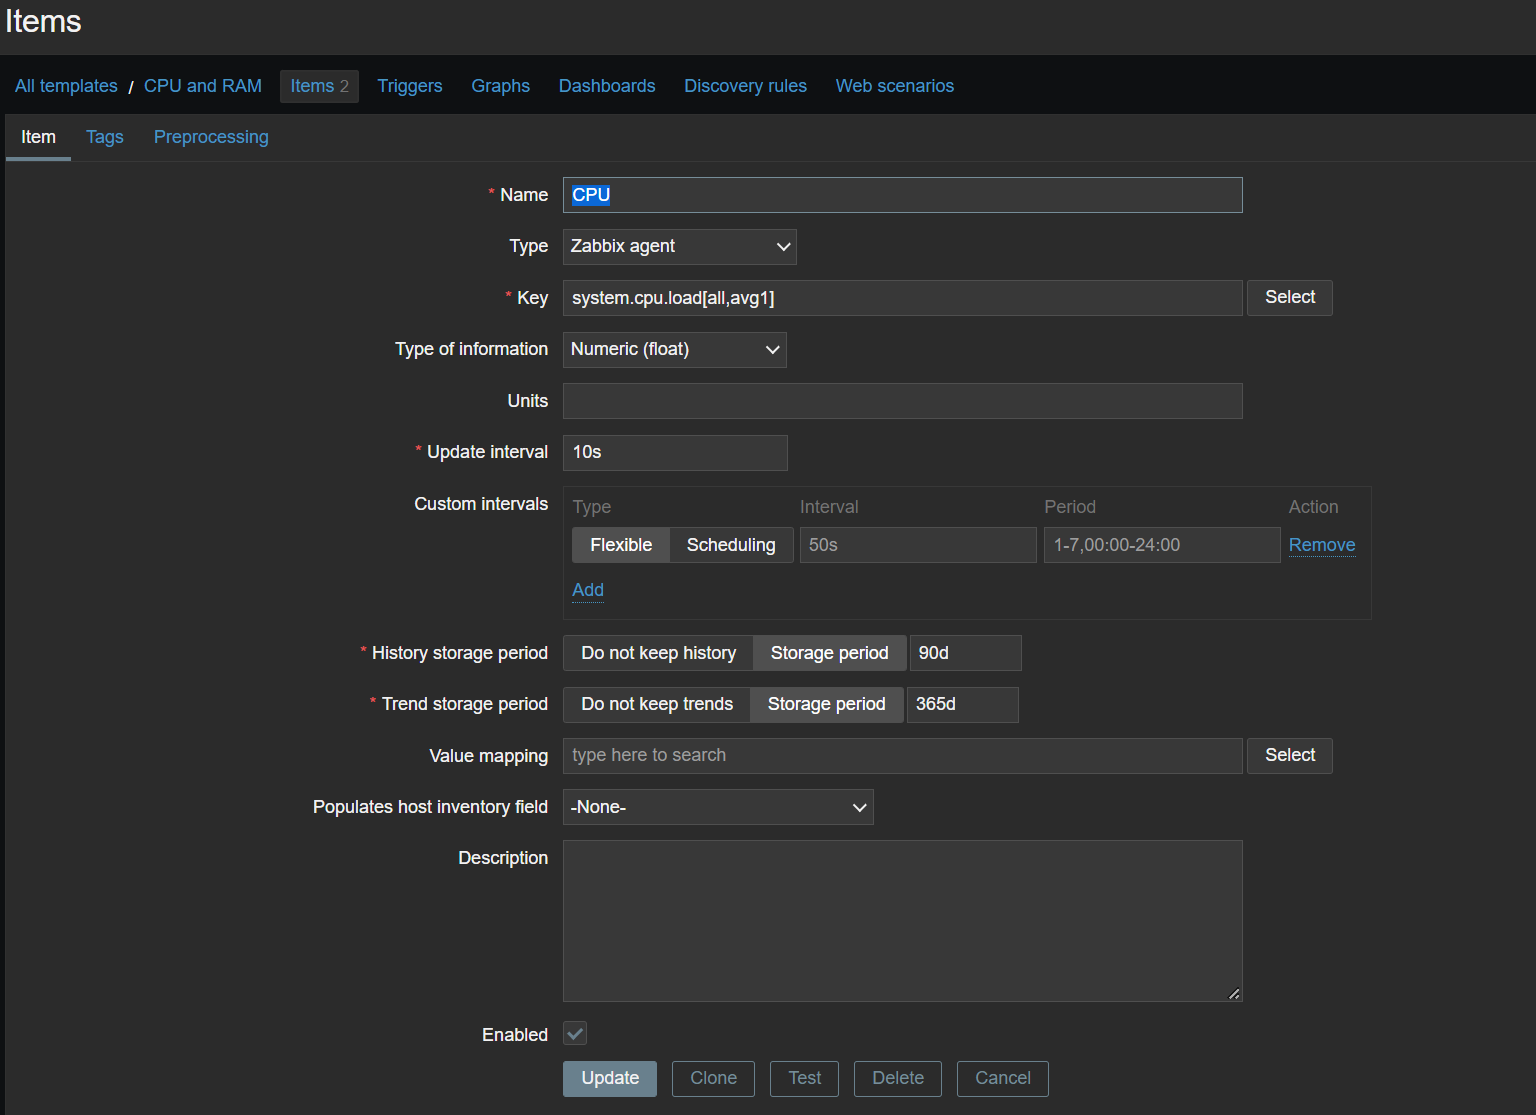 Items
All templates / CPU and RAM Items 2 Triggers Graphs Dashboards Discovery rules Web scenarios
Item Tags Preprocessing
* Name CPU
Type Zabbix agent
* Key system.cpu.load[all,avg1] Select
Type of information Numeric (float)
Units
* Update interval 10s
Custom intervals Type Interval Period Action
Flexible Scheduling 50s 1-7,00:00-24:00 Remove
Add
* History storage period Do not keep history Storage period 90d
* Trend storage period Do not keep trends Storage period 365d
Value mapping type here to search Select
Populates host inventory field -None-
Description
Enabled
Update Clone Test Delete Cancel